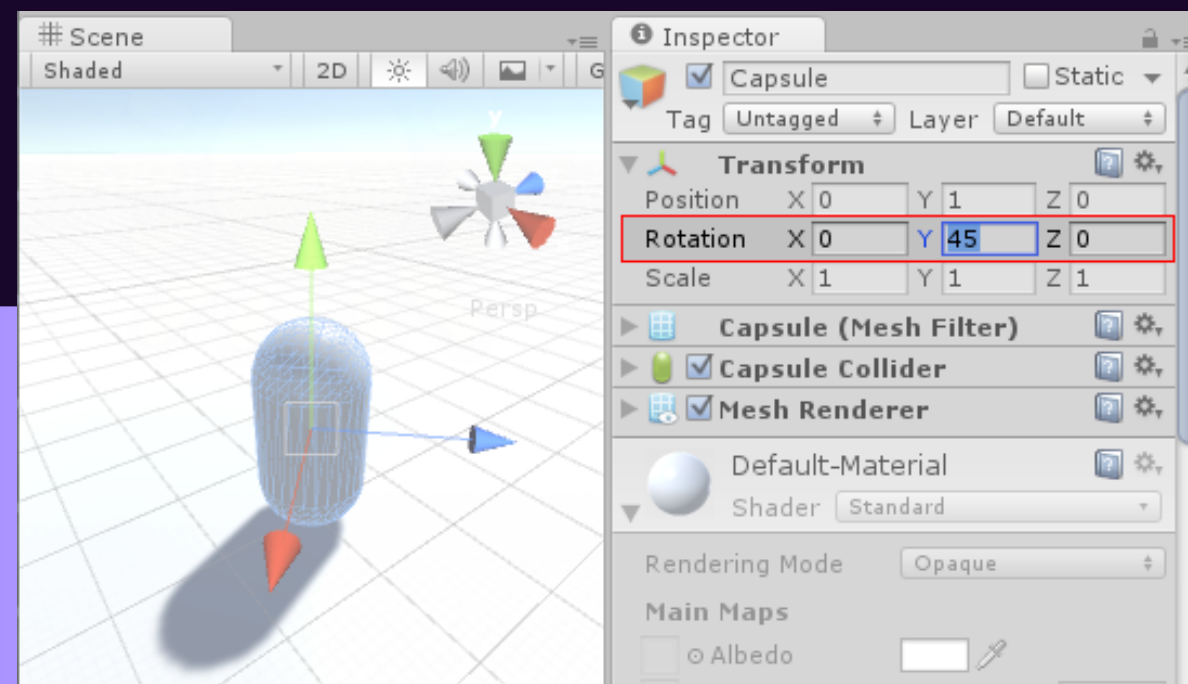 Scene
Shaded 2D G
y
Persp
Inspector
Capsule Static
Tag Untagged Layer Default
Transform
Position X 0 Y 1 Z 0
Rotation X 0 Y 45 Z 0
Scale X 1 Y 1 Z 1
Capsule (Mesh Filter)
Capsule Collider
Mesh Renderer
Default-Material
Shader Standard
Rendering Mode Opaque
Main Maps
Albedo